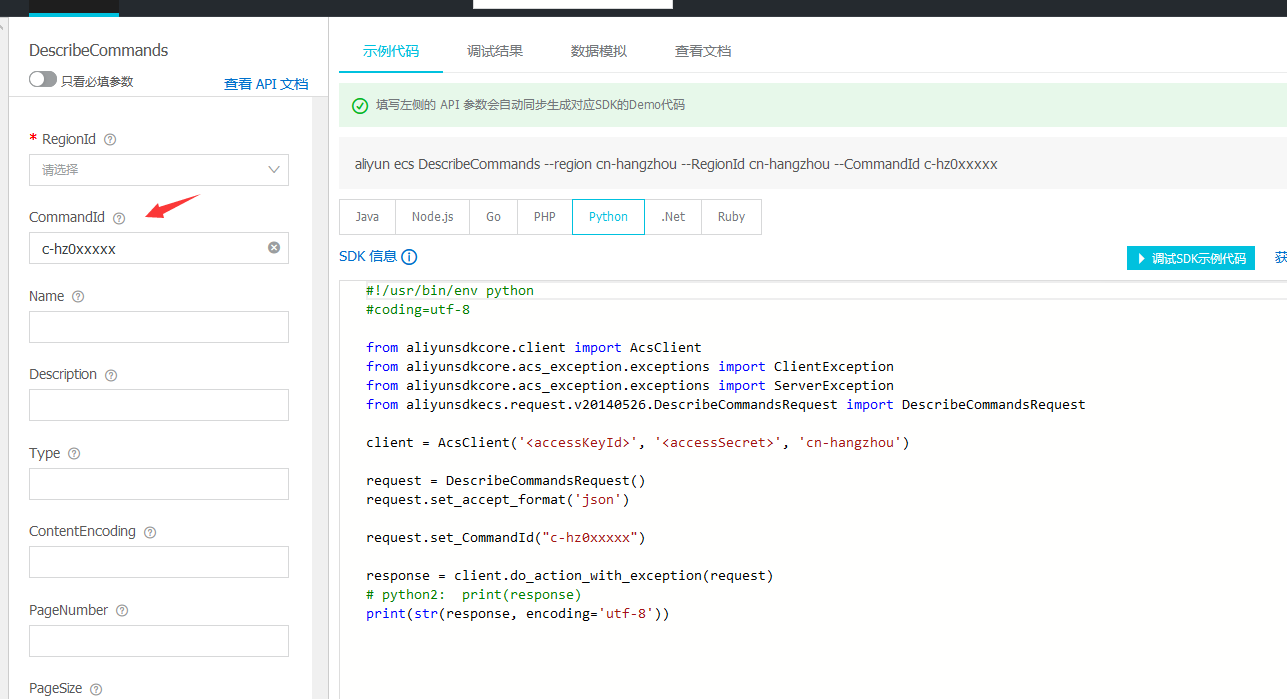 DescribeCommands
只看必填参数
查看 API 文档
* RegionId
请选择
CommandId
c-hz0xxxxx
Name
Description
Type
ContentEncoding
PageNumber
PageSize
示例代码 调试结果 数据模拟 查看文档
填写左侧的 API 参数会自动同步生成对应SDK的Demo代码
aliyun ecs DescribeCommands --region cn-hangzhou --RegionId cn-hangzhou --CommandId c-hz0xxxxx
Java Node.js Go PHP Python .Net Ruby
SDK 信息
调试SDK示例代码
获
#!/usr/bin/env python
#coding=utf-8
from aliyunsdkcore.client import AcsClient
from aliyunsdkcore.acs_exception.exceptions import ClientException
from aliyunsdkcore.acs_exception.exceptions import ServerException
from aliyunsdkecs.request.v20140526.DescribeCommandsRequest import DescribeCommandsRequest
client = AcsClient('<accessKeyId>', '<accessSecret>', 'cn-hangzhou')
request = DescribeCommandsRequest()
request.set_accept_format('json')
request.set_CommandId("c-hz0xxxxx")
response = client.do_action_with_exception(request)
# python2:  print(response)
print(str(response, encoding='utf-8'))